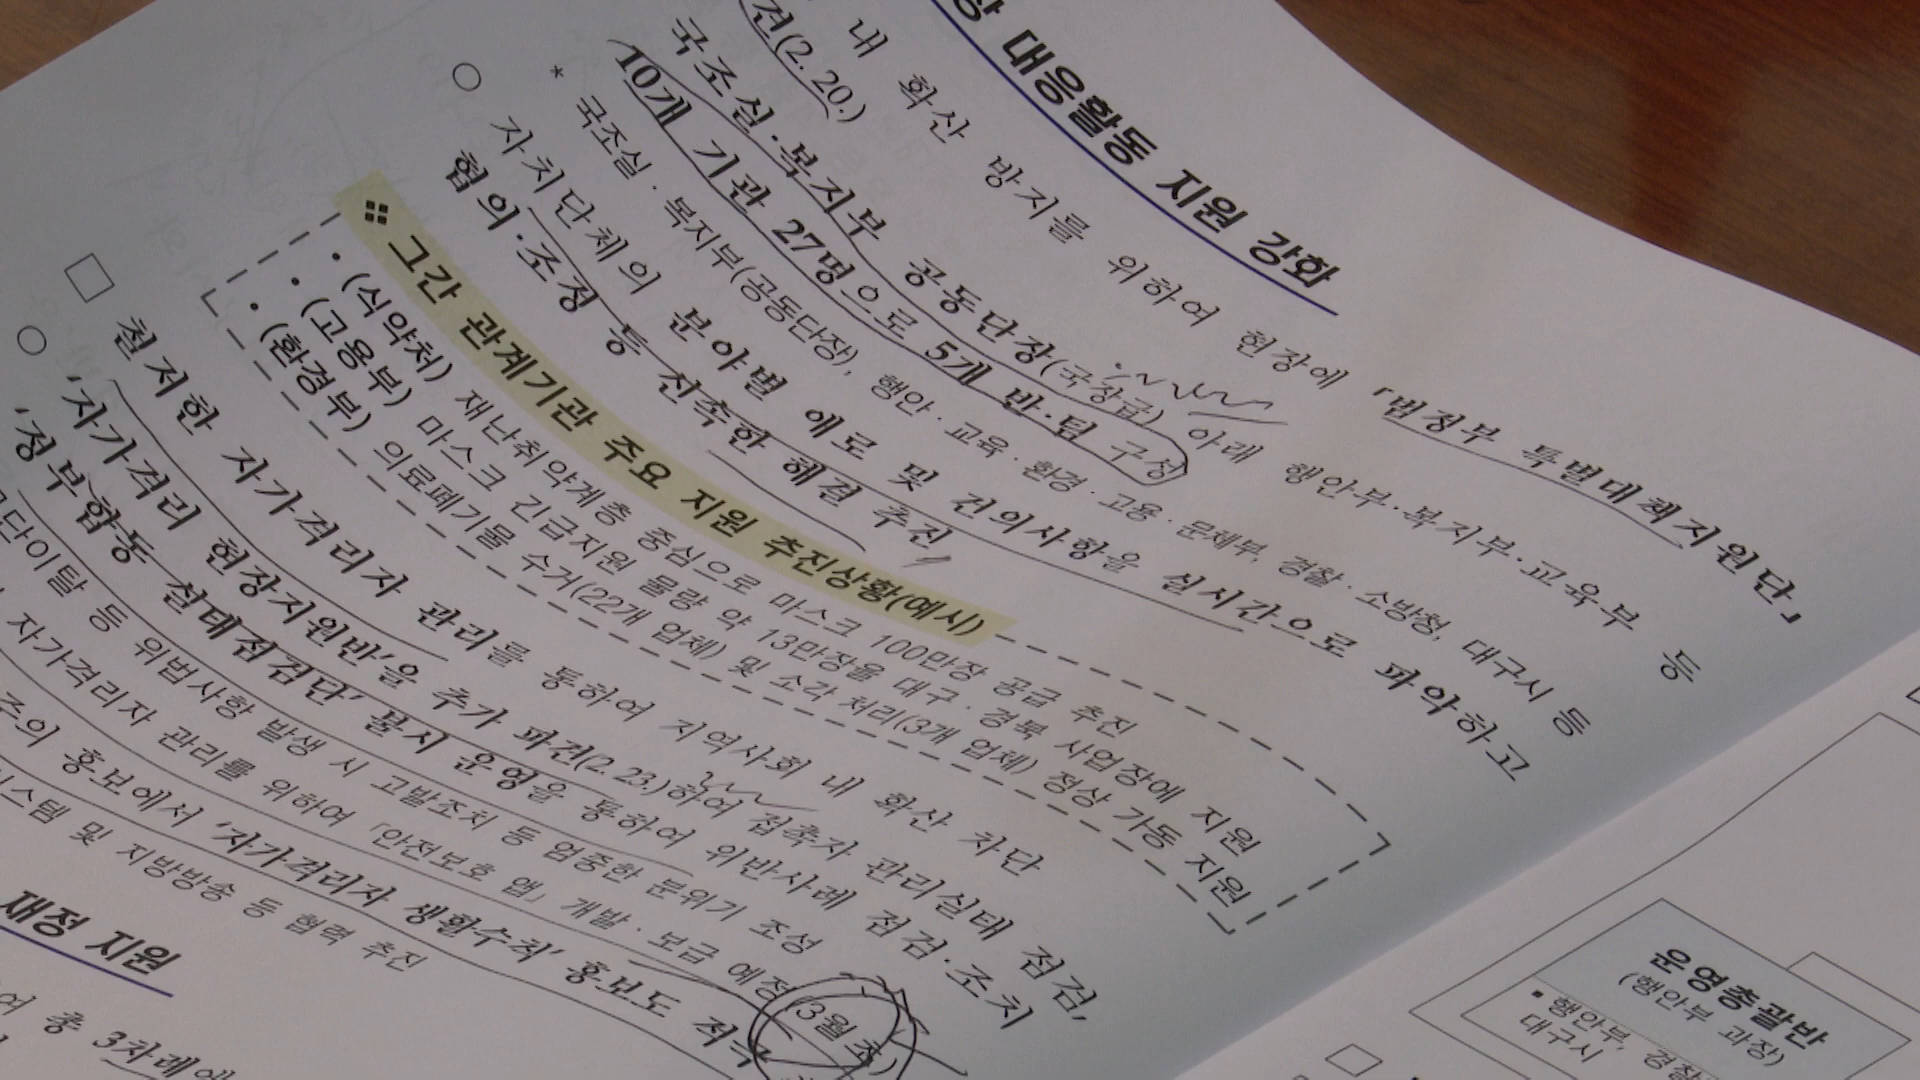 대응활동 지원 강화
내 확산 방지를 위하여 현장에 「범정부 특별대책지원단」
견(2. 20.)
국조실·복지부 공동단장(국장급) 아래 행안부·복지부·교육부 등
10개 기관 27명으로 5개 반·팀 구성
* 국조실·복지부(공동단장), 행안·교육·환경·고용·문체부, 경찰·소방청, 대구시 등
○ 자치단체의 분야별 애로 및 건의사항을 실시간으로 파악하고
협의·조정 등 신속한 해결 추진
❖ 그간 관계기관 주요 지원 추진상황(예시)
• (식약처) 재난취약계층 중심으로 마스크 100만장 공급 추진
• (고용부) 마스크 긴급지원 물량 약 13만장을 대구·경북 사업장에 지원
• (환경부) 의료폐기물 수거(22개 업체) 및 소각 처리(3개 업체) 정상 가동 지원
□ 철저한 자가격리자 관리를 통하여 지역사회 내 확산 차단
○ '자가격리 현장지원반'을 추가 파견(2. 23.)하여 접촉자 관리실태 점검,
'정부합동 실태점검단' 불시 운영을 통하여 위반사례 점검·조치
무단이탈 등 위법사항 발생 시 고발조치 등 엄중한 분위기 조성
자가격리자 관리를 위하여 「안전보호 앱」 개발·보급 예정(3월 초)
주의 홍보에서 '자가격리자 생활수칙' 홍보도 적극
시스템 및 지방방송 등 협력 추진
재정 지원
여 총 3차례에
운영총괄반
(행안부 과장)
▪ 행안부, 경찰
대구시